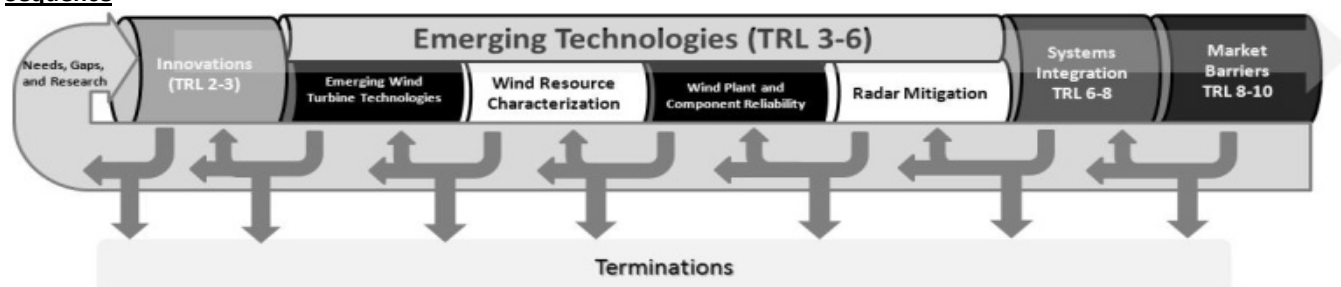 sequence
Emerging Technologies (TRL 3-6)
Needs, Gaps,
and Research
Innovations
(TRL 2-3)
Emerging Wind
Turbine Technologies
Wind Resource
Characterization
Wind Plant and
Component Reliability
Radar Mitigation
Systems
Integration
TRL 6-8
Market
Barriers
TRL 8-10
Terminations